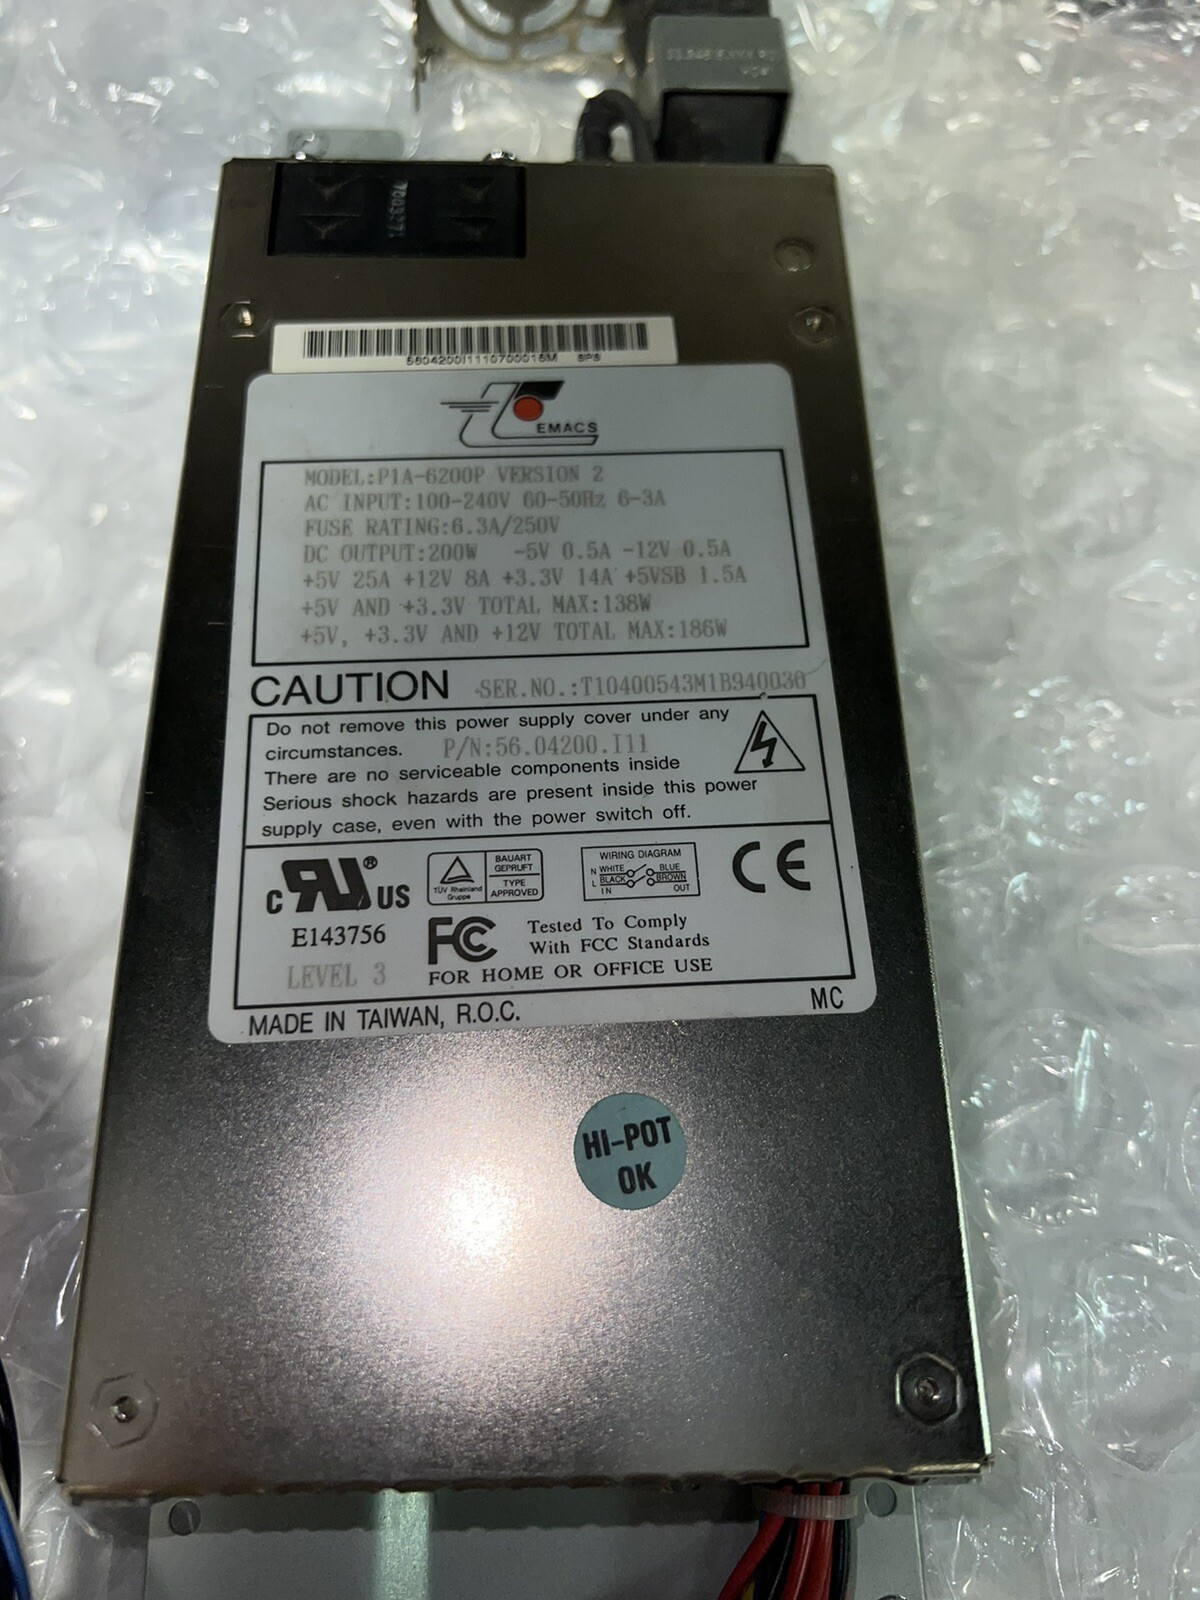 5604200I1110700016M SPS
EMACS
MODEL:P1A-6200P VERSION 2
AC INPUT:100-240V 60-50Hz 6-3A
FUSE RATING:6.3A/250V
DC OUTPUT:200W -5V 0.5A -12V 0.5A
+5V 25A +12V 8A +3.3V 14A +5VSB 1.5A
+5V AND +3.3V TOTAL MAX:138W
+5V, +3.3V AND +12V TOTAL MAX:186W
CAUTION SER.NO.:T10400543M1B940030
Do not remove this power supply cover under any
circumstances. P/N:56.04200.I11
There are no serviceable components inside
Serious shock hazards are present inside this power
supply case, even with the power switch off.
c RU ® US
E143756
LEVEL 3
TÜV Rheinland
Gruppe
BAUART
GEPRUFT
TYPE
APPROVED
WIRING DIAGRAM
N WHITE BLUE
L BLACK BROWN
IN OUT
CE
FC
Tested To Comply
With FCC Standards
FOR HOME OR OFFICE USE
MADE IN TAIWAN, R.O.C. MC
HI-POT
OK